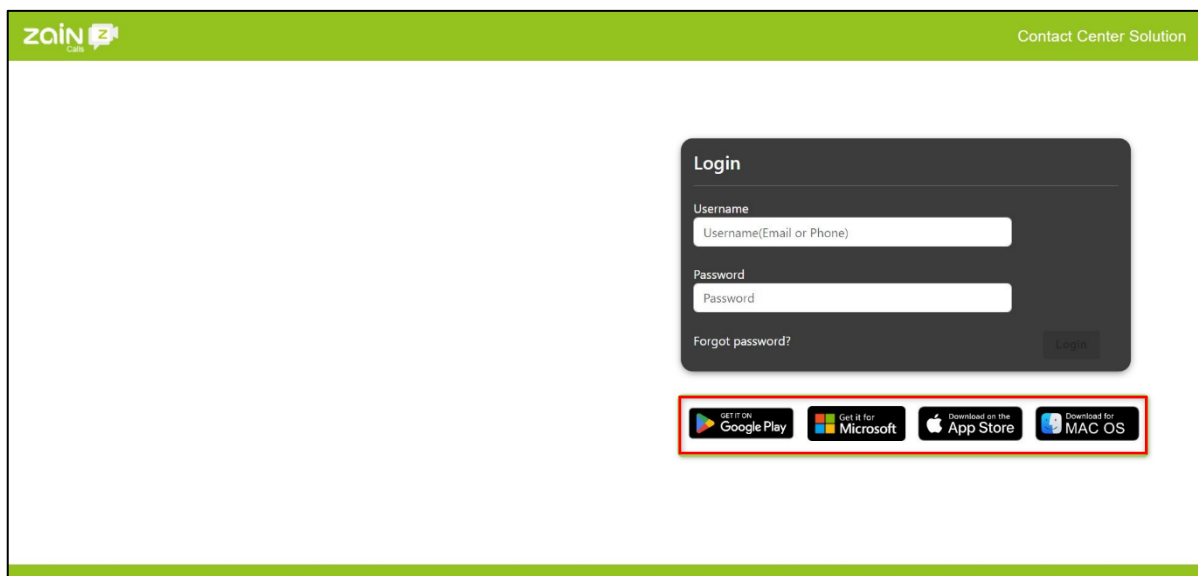 zain
Calls
Z
Contact Center Solution
Login
Username
Username(Email or Phone)
Password
Password
Forgot password?
Login
GET IT ON
Google Play
Get it for
Microsoft
Download on the
App Store
Download for
MAC OS